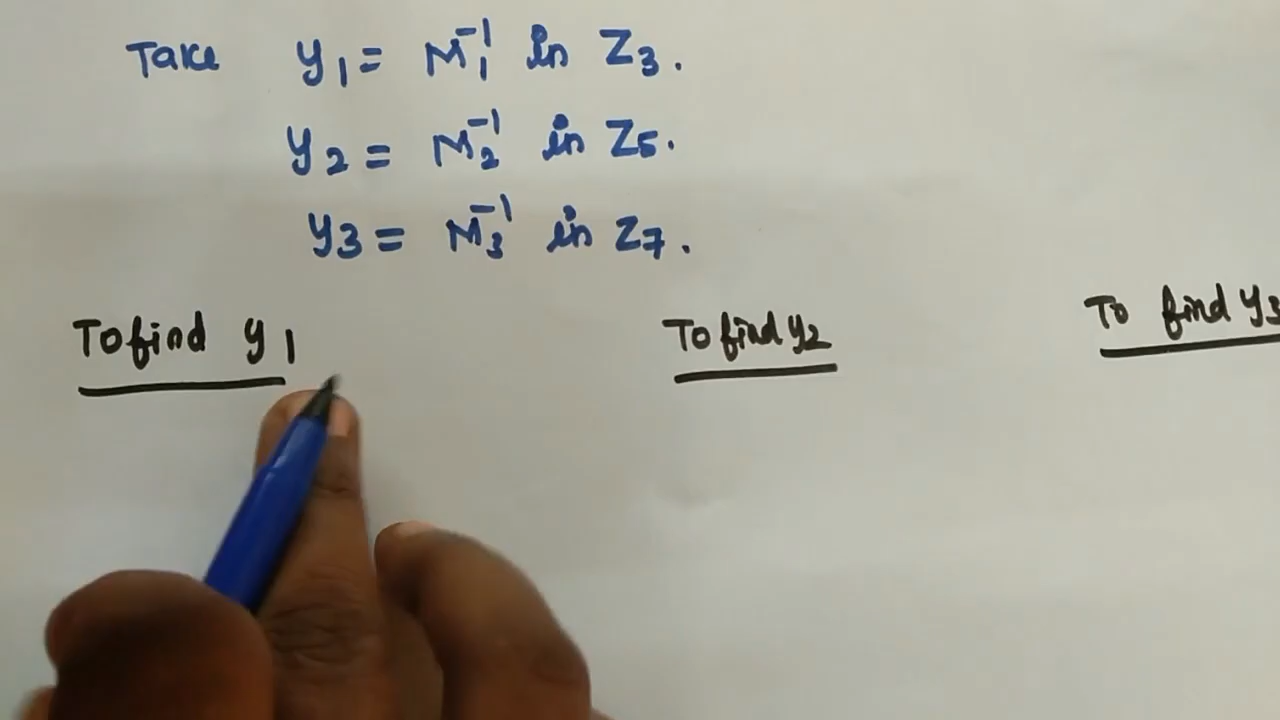 Take y₁ = M₁⁻¹ in Z₃.
y₂ = M₂⁻¹ in Z₅.
y₃ = M₃⁻¹ in Z₇.
To find y₁
To find y₂
To find y₃